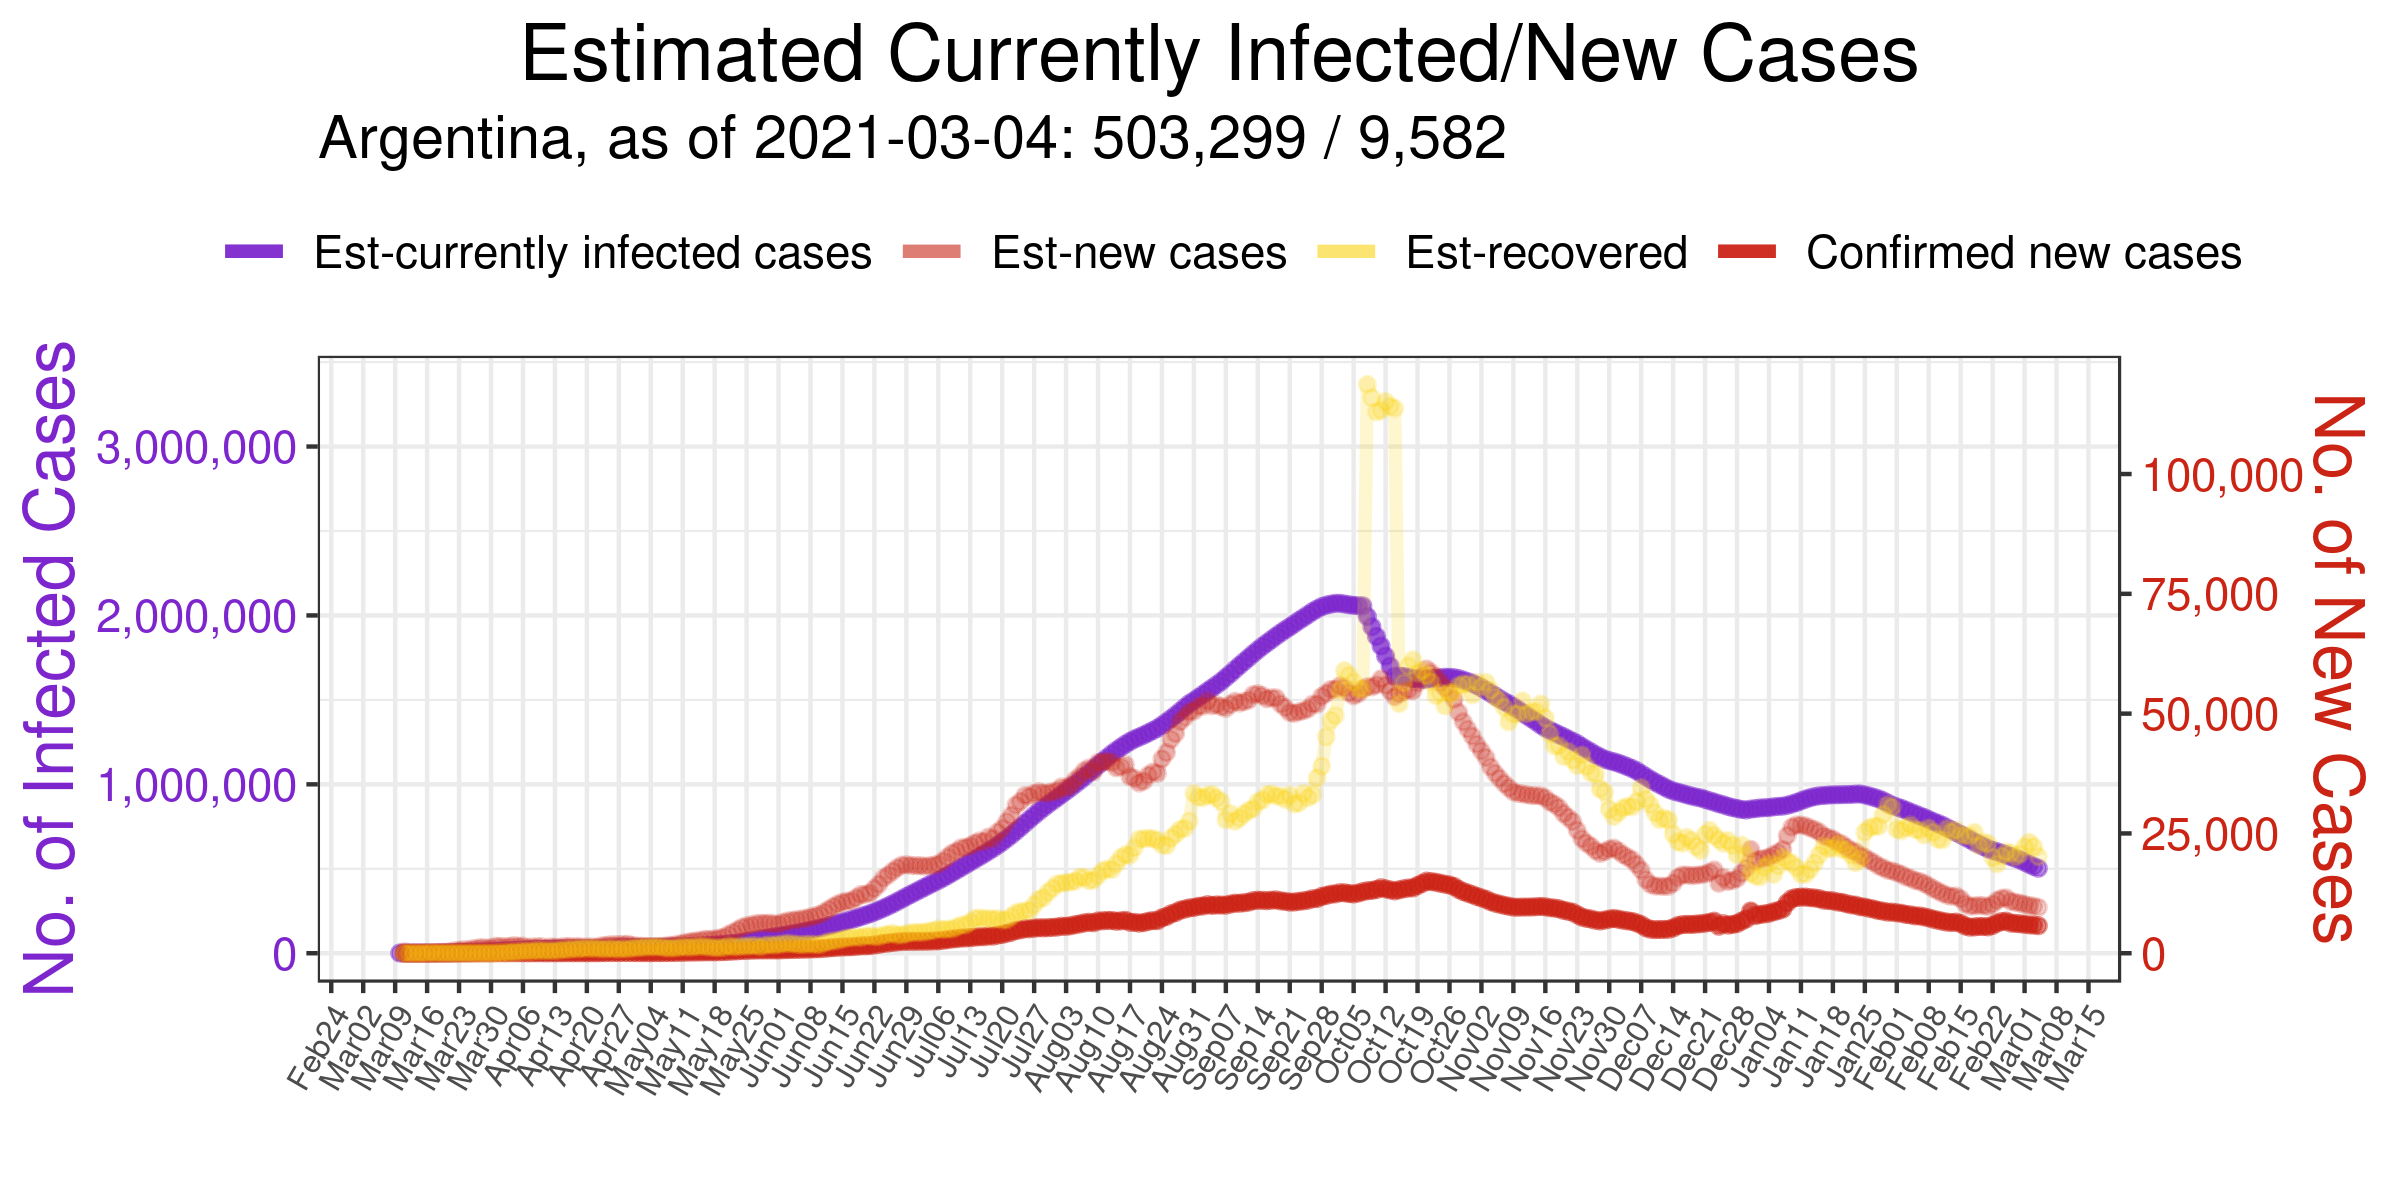 Estimated Currently Infected/New Cases
Argentina, as of 2021-03-04: 503,299 / 9,582
Est-currently infected cases Est-new cases Est-recovered Confirmed new cases
No. of Infected Cases
3,000,000
2,000,000
1,000,000
0
100,000
75,000
50,000
25,000
0
No. of New Cases
Feb24 Mar02 Mar09 Mar16 Mar23 Mar30 Apr06 Apr13 Apr20 Apr27 May04 May11 May18 May25 Jun01 Jun08 Jun15 Jun22 Jun29 Jul06 Jul13 Jul20 Jul27 Aug03 Aug10 Aug17 Aug24 Aug31 Sep07 Sep14 Sep21 Sep28 Oct05 Oct12 Oct19 Oct26 Nov02 Nov09 Nov16 Nov23 Nov30 Dec07 Dec14 Dec21 Dec28 Jan04 Jan11 Jan18 Jan25 Feb01 Feb08 Feb15 Feb22 Mar01 Mar08 Mar15